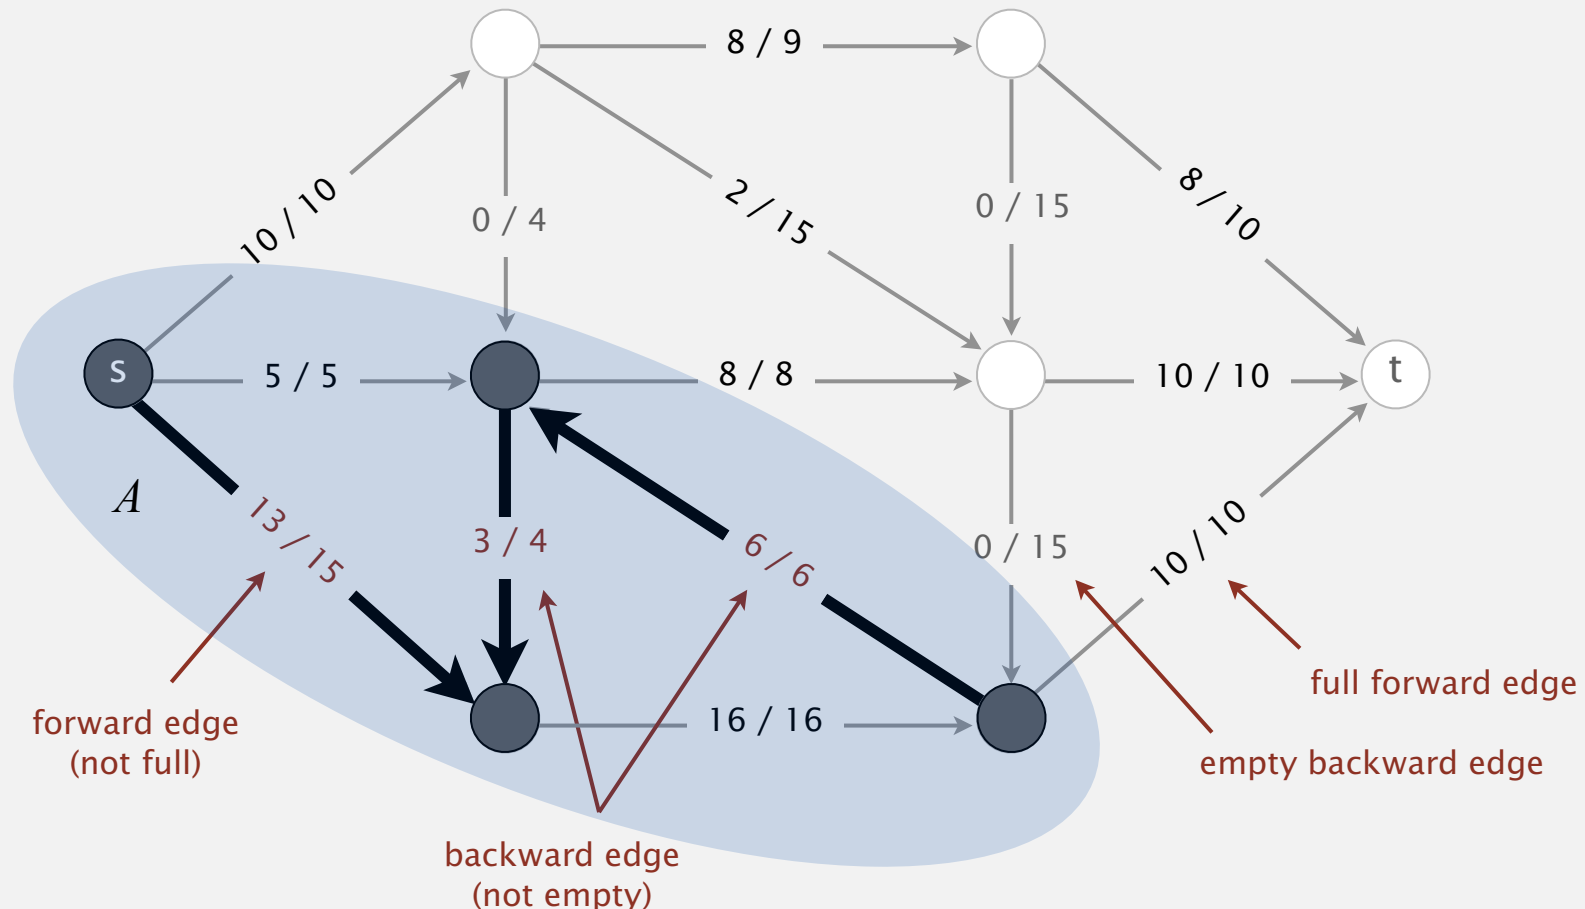 8 / 9
10 / 10
0 / 4
2 / 15
0 / 15
8 / 10
s
5 / 5
8 / 8
10 / 10
t
A
13 / 15
3 / 4
6 / 6
0 / 15
10 / 10
full forward edge
forward edge
(not full)
16 / 16
empty backward edge
backward edge
(not empty)